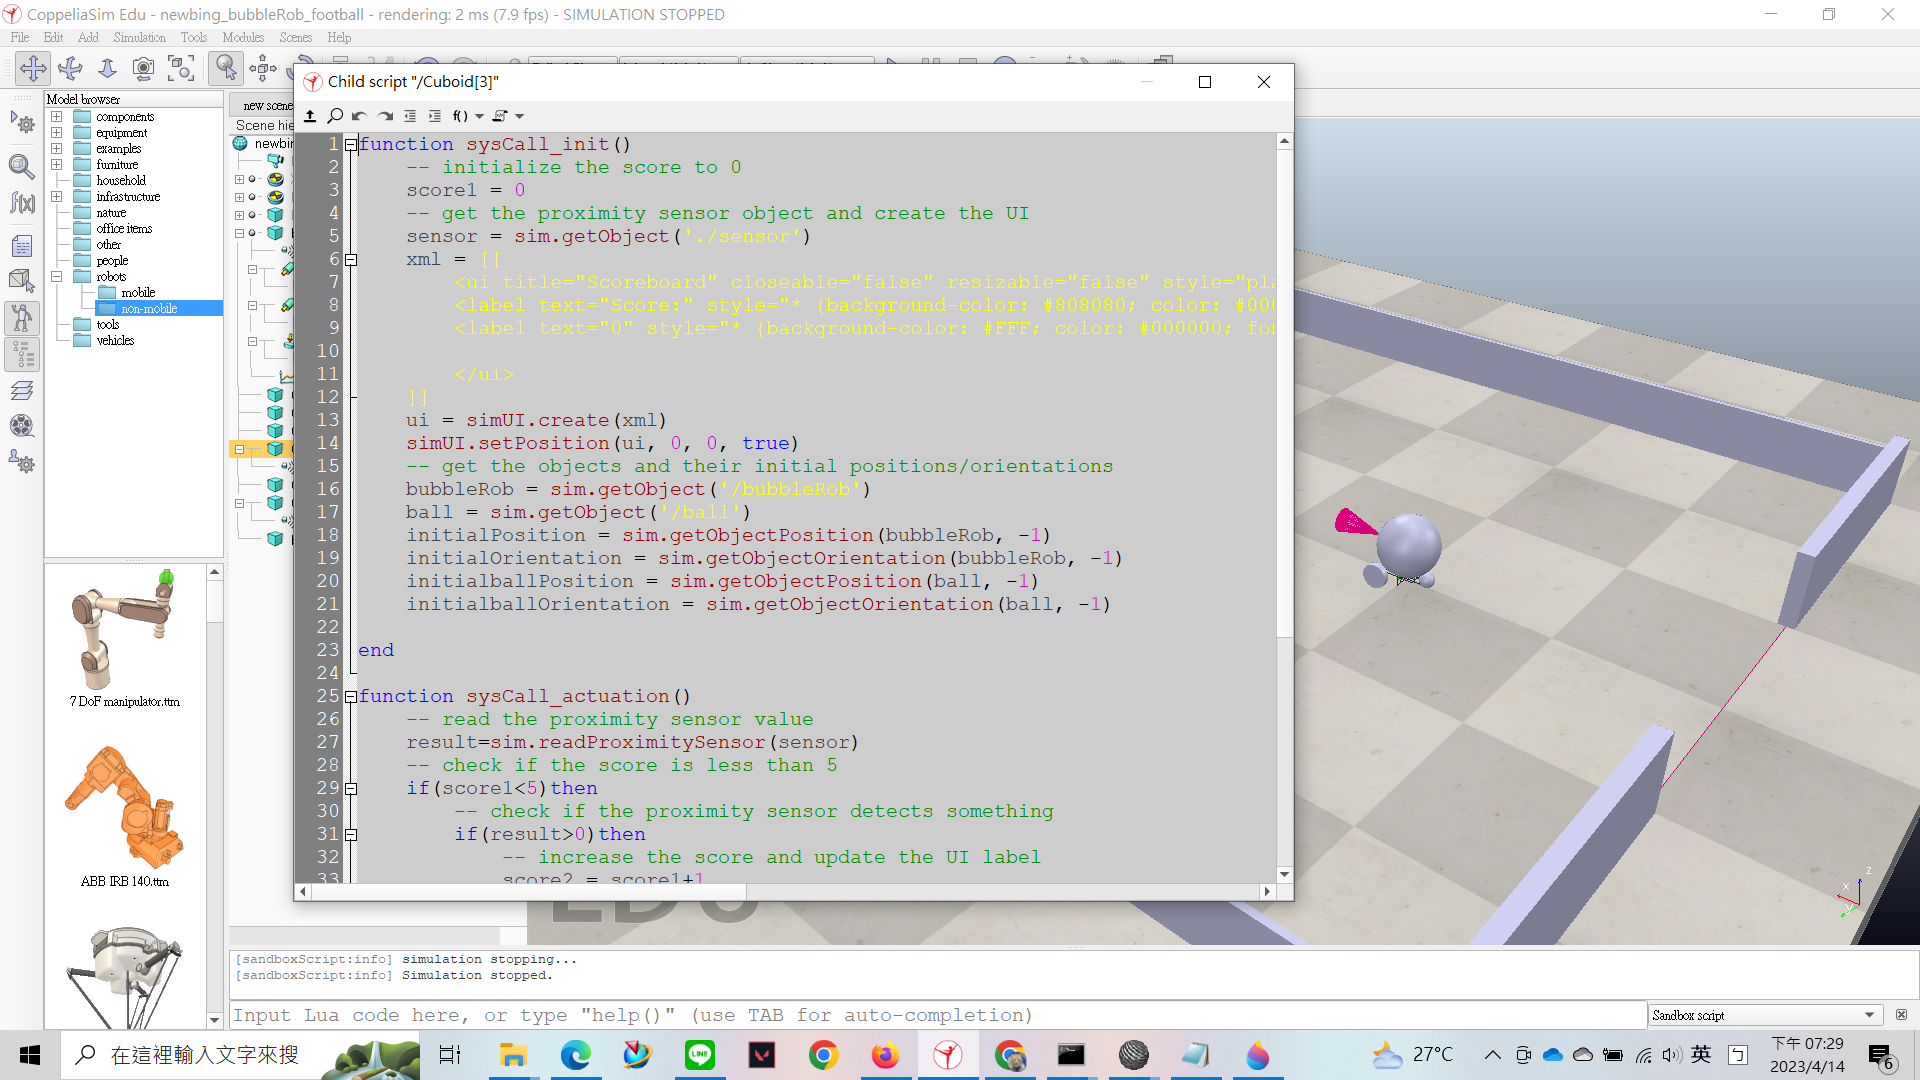 CoppeliaSim Edu - newbing_bubbleRob_football - rendering: 2 ms (7.9 fps) - SIMULATION STOPPED
File Edit Add Simulation Tools Modules Scenes Help
Child script "/Cuboid[3]"
Model browser
components
equipment
examples
furniture
household
infrastructure
nature
office items
other
people
robots
mobile
non-mobile
tools
vehicles
7 DoF manipulator.ttm
ABB IRB 140.ttm
new scene
Scene hie
newbin
f()
1 function sysCall_init()
2 -- initialize the score to 0
3 score1 = 0
4 -- get the proximity sensor object and create the UI
5 sensor = sim.getObject('./sensor')
6 xml = [[
7 <ui title="Scoreboard" closeable="false" resizable="false" style="pla
8 <label text="Score:" style="* {background-color: #808080; color: #000
9 <label text="0" style="* {background-color: #FFF; color: #000000; fon
10
11 </ui>
12 ]]
13 ui = simUI.create(xml)
14 simUI.setPosition(ui, 0, 0, true)
15 -- get the objects and their initial positions/orientations
16 bubbleRob = sim.getObject('/bubbleRob')
17 ball = sim.getObject('/ball')
18 initialPosition = sim.getObjectPosition(bubbleRob, -1)
19 initialOrientation = sim.getObjectOrientation(bubbleRob, -1)
20 initialballPosition = sim.getObjectPosition(ball, -1)
21 initialballOrientation = sim.getObjectOrientation(ball, -1)
22
23 end
24
25 function sysCall_actuation()
26 -- read the proximity sensor value
27 result=sim.readProximitySensor(sensor)
28 -- check if the score is less than 5
29 if(score1<5)then
30 -- check if the proximity sensor detects something
31 if(result>0)then
32 -- increase the score and update the UI label
33 score2 = score1+1
EDU
x
z
[sandboxScript:info] simulation stopping...
[sandboxScript:info] Simulation stopped.
Input Lua code here, or type "help()" (use TAB for auto-completion)
Sandbox script
在這裡輸入文字來搜
LINE
27°C
英
下午 07:29
2023/4/14
6